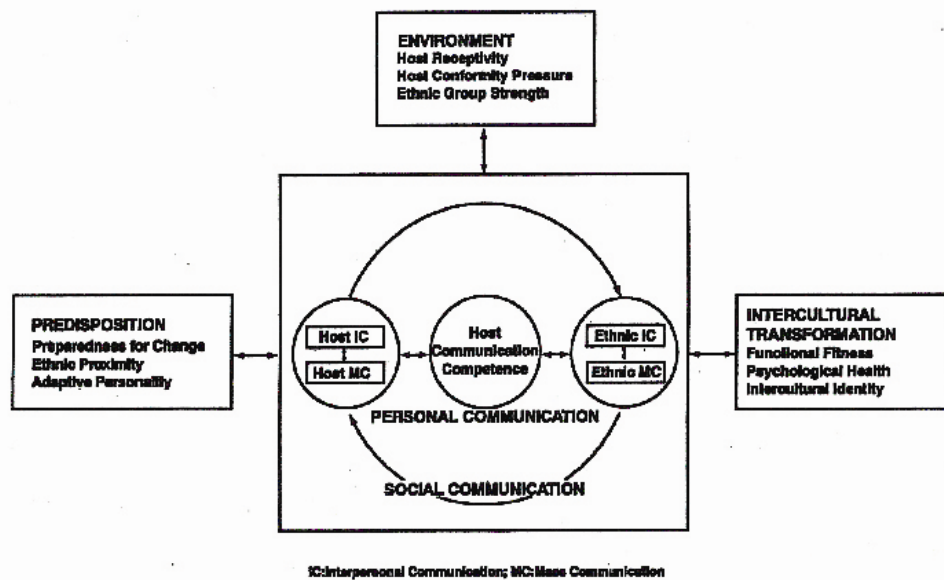 ENVIRONMENT
Host Receptivity
Host Conformity Pressure
Ethnic Group Strength
PREDISPOSITION
Preparedness for Change
Ethnic Proximity
Adaptive Personality
Host IC
Host MC
Host
Communication
Competence
Ethnic IC
Ethnic MC
INTERCULTURAL
TRANSFORMATION
Functional Fitness
Psychological Health
Intercultural Identity
PERSONAL COMMUNICATION
SOCIAL COMMUNICATION
IC:Interpersonal Communication; MC:Mass Communication